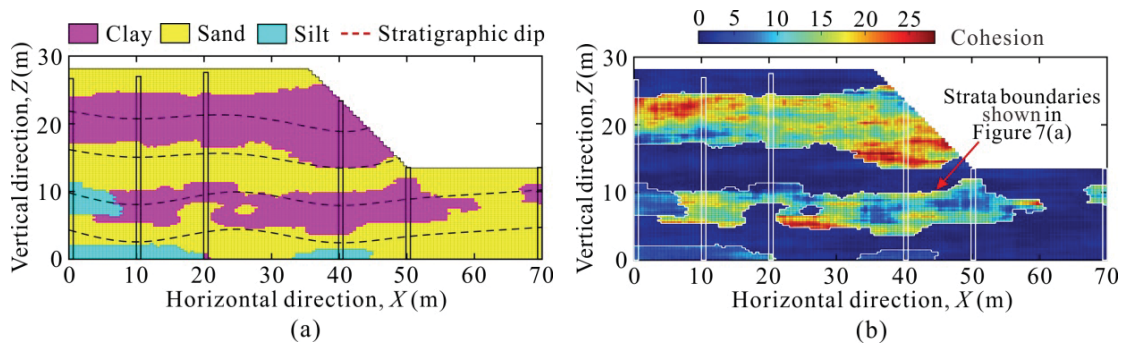 Clay Sand Silt Stratigraphic dip
30
20
10
0
Vertical direction, Z(m)
0 10 20 30 40 50 60 70
Horizontal direction, X (m)
(a)
0 5 10 15 20 25
Cohesion
30
20
10
0
Vertical direction, Z(m)
Strata boundaries
shown in
Figure 7(a)
0 10 20 30 40 50 60 70
Horizontal direction, X (m)
(b)